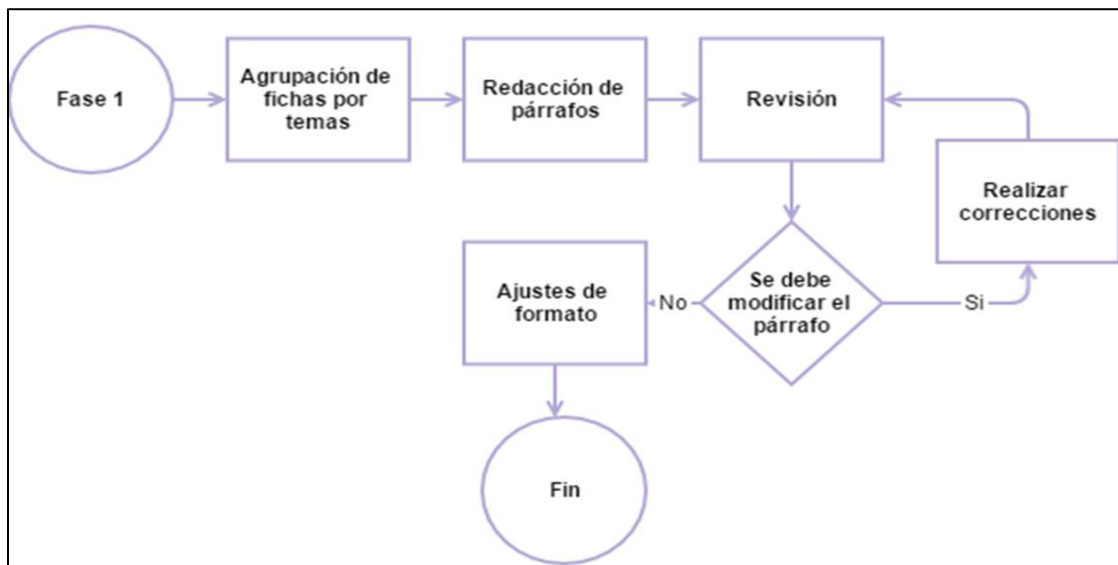 Fase 1
Agrupación de
fichas por
temas
Redacción de
párrafos
Revisión
Realizar
correcciones
Se debe
modificar el
párrafo
Si
No
Ajustes de
formato
Fin